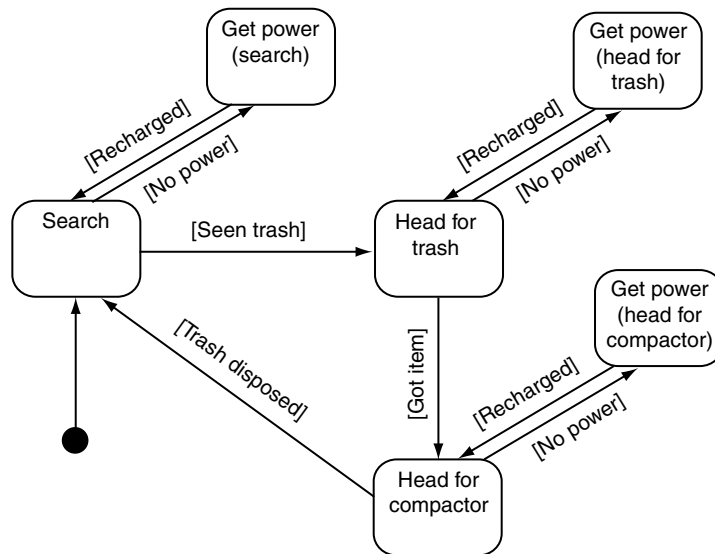 Get power
(search)
Get power
(head for
trash)
[Recharged]
[No power]
[Recharged]
[No power]
Search
[Seen trash]
Head for
trash
Get power
(head for
compactor)
[Trash disposed]
[Got item]
[Recharged]
[No power]
Head for
compactor